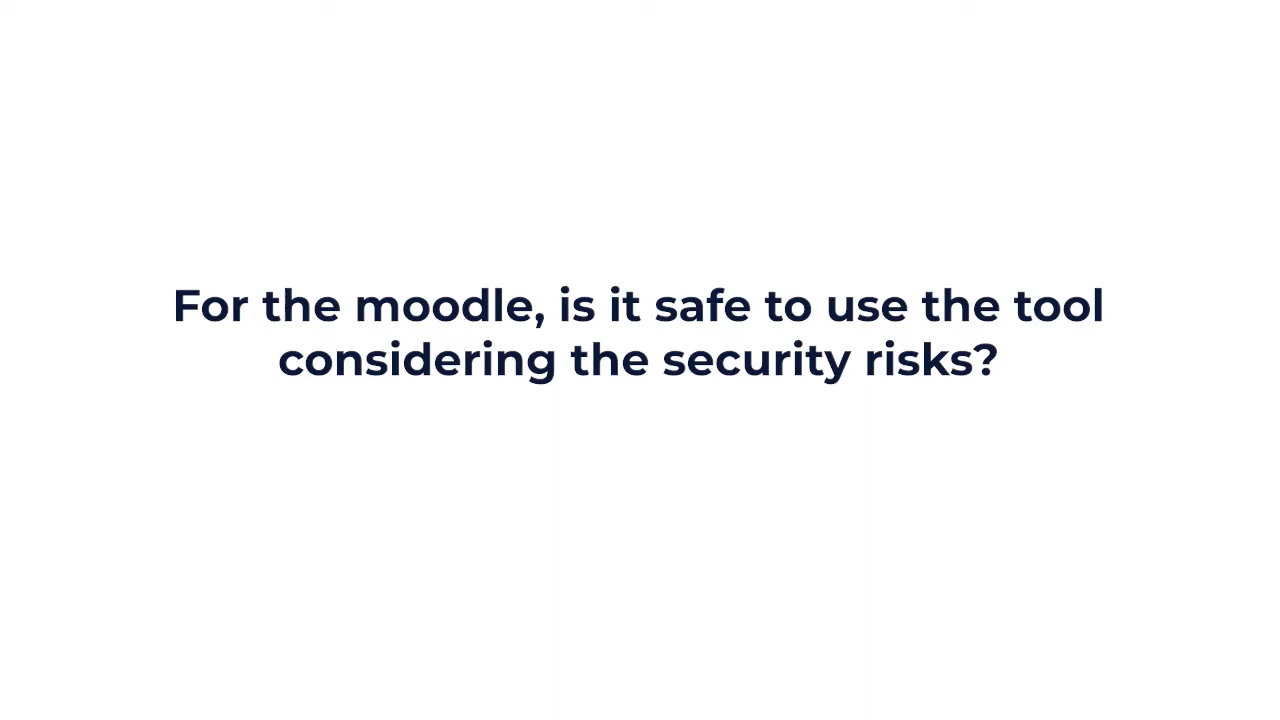 For the moodle, is it safe to use the tool
considering the security risks?